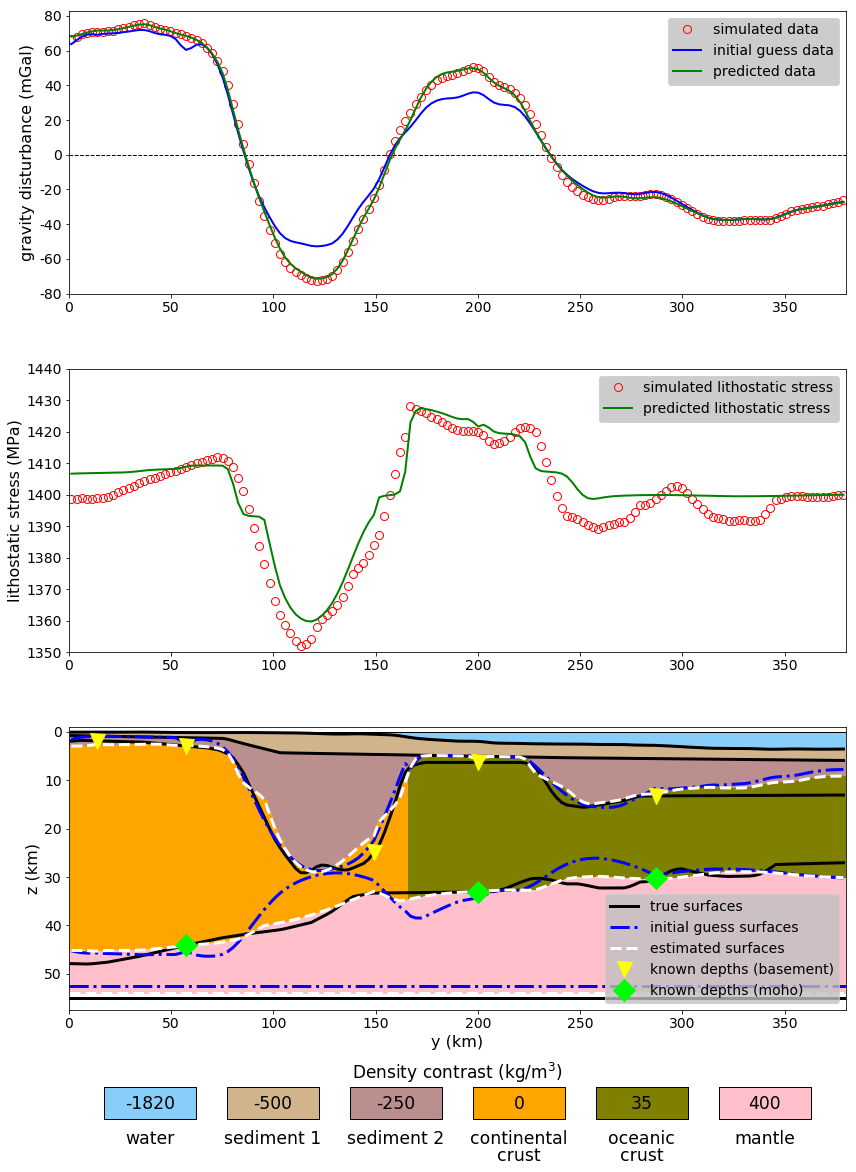 80
60
40
20
0
-20
-40
-60
-80
gravity disturbance (mGal)
simulated data
initial guess data
predicted data
0 50 100 150 200 250 300 350
1440
1430
1420
1410
1400
1390
1380
1370
1360
1350
lithostatic stress (MPa)
simulated lithostatic stress
predicted lithostatic stress
0 50 100 150 200 250 300 350
0
10
20
30
40
50
z (km)
true surfaces
initial guess surfaces
estimated surfaces
known depths (basement)
known depths (moho)
0 50 100 150 200 250 300 350
y (km)
Density contrast (kg/m³)
-1820 -500 -250 0 35 400
water sediment 1 sediment 2 continental oceanic mantle
crust crust